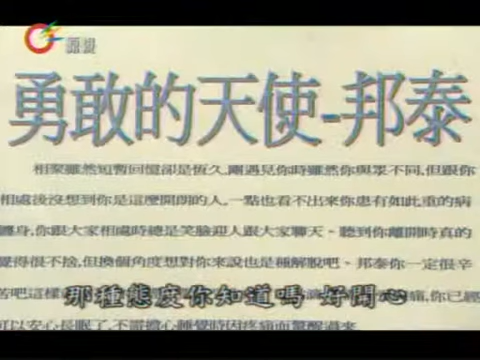 勇敢的天使-邦泰
相聚雖然短暫回憶卻是恆久,剛遇見你時雖然你與眾不同,但跟你
相處後沒想到你是這麼開朗的人,一點也看不出來你患有如此重的病
纏身,你跟大家相處時總是笑臉迎人跟大家聊天。聽到你離開時真的
覺得很不捨,但換個角度想對你來說也是種解脫吧。邦泰你一定很辛
苦吧這樣 痛,你已經
那種態度你知道嗎 好開心
可以安心長眠了,不需擔心睡覺時因疼痛而驚醒過來